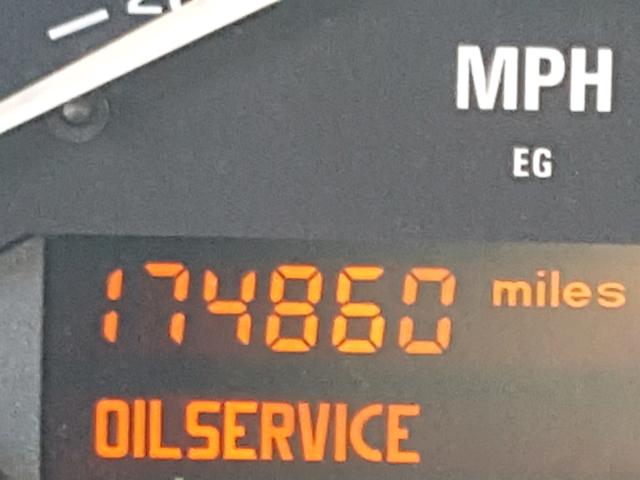 MPH
EG
174860 miles
OILSERVICE